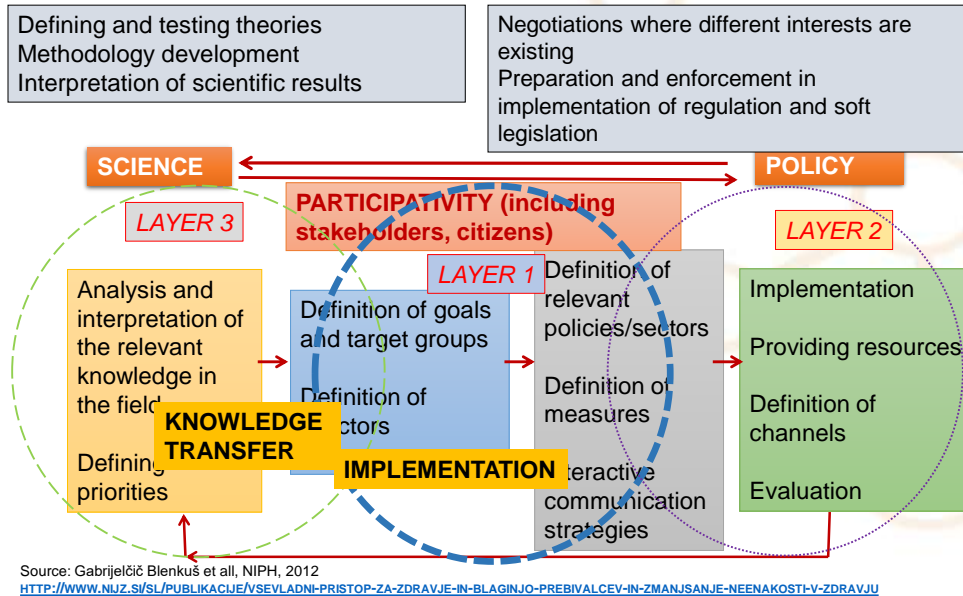 Defining and testing theories
Methodology development
Interpretation of scientific results
Negotiations where different interests are
existing
Preparation and enforcement in
implementation of regulation and soft
legislation
SCIENCE
POLICY
PARTICIPATIVITY (including
stakeholders, citizens)
LAYER 3
LAYER 1
LAYER 2
Analysis and
interpretation of
the relevant
knowledge in
the field
Defining
priorities
KNOWLEDGE
TRANSFER
Definition of goals
and target groups
Definition of
IMPLEMENTATION
Definition of
relevant
policies/sectors
Definition of
measures
communication
strategies
Implementation
Providing resources
Definition of
channels
Evaluation
Source: Gabrijelčič Blenkuš et all, NIPH, 2012
HTTP://WWW.NIJZ.SI/SL/PUBLIKACIJE/VSEVLADNI-PRISTOP-ZA-ZDRAVJE-IN-BLAGINJO-PREBIVALCEV-IN-ZMANJSANJE-NEENAKOSTI-V-ZDRAVJU